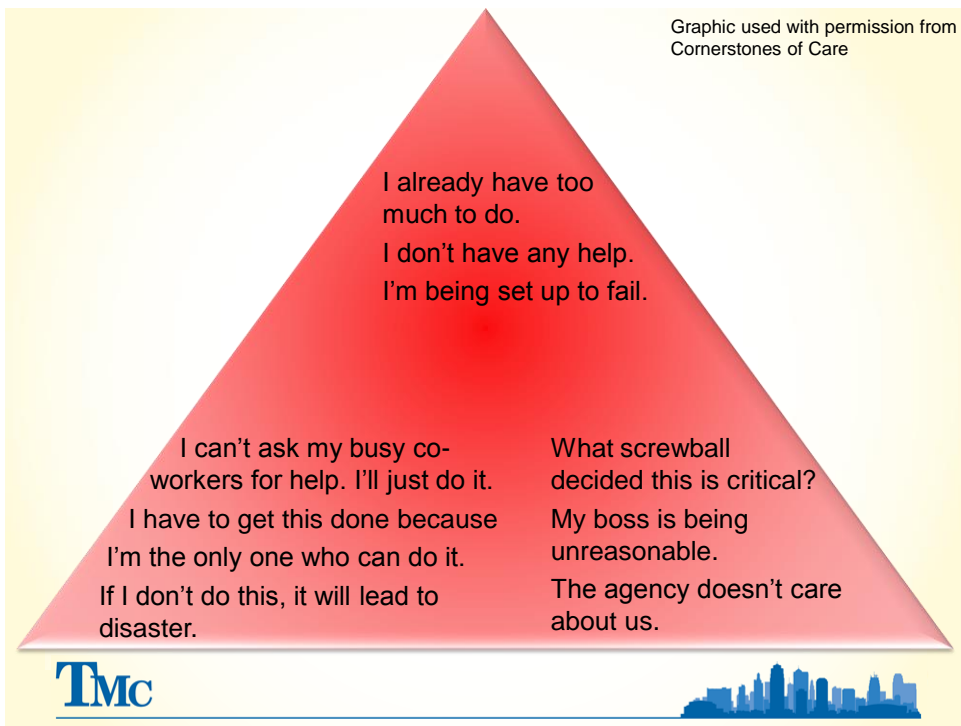 Graphic used with permission from
Cornerstones of Care
I already have too
much to do.
I don’t have any help.
I’m being set up to fail.
I can’t ask my busy co-
workers for help. I’ll just do it.
I have to get this done because
I’m the only one who can do it.
If I don’t do this, it will lead to
disaster.
What screwball
decided this is critical?
My boss is being
unreasonable.
The agency doesn’t care
about us.
TMC